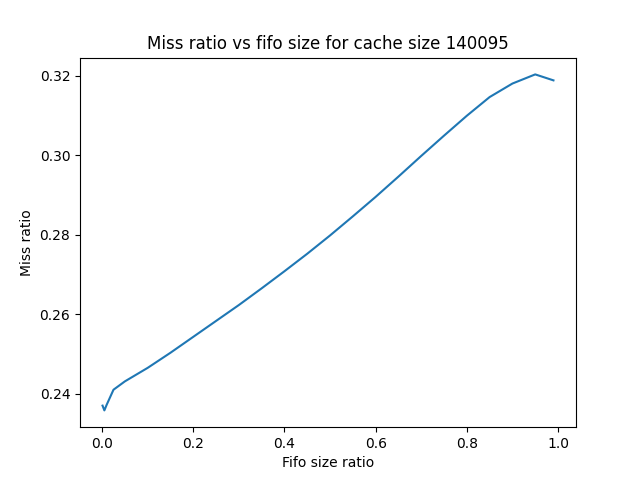 Miss ratio vs fifo size for cache size 140095
Miss ratio
0.32
0.30
0.28
0.26
0.24
0.0 0.2 0.4 0.6 0.8 1.0
Fifo size ratio